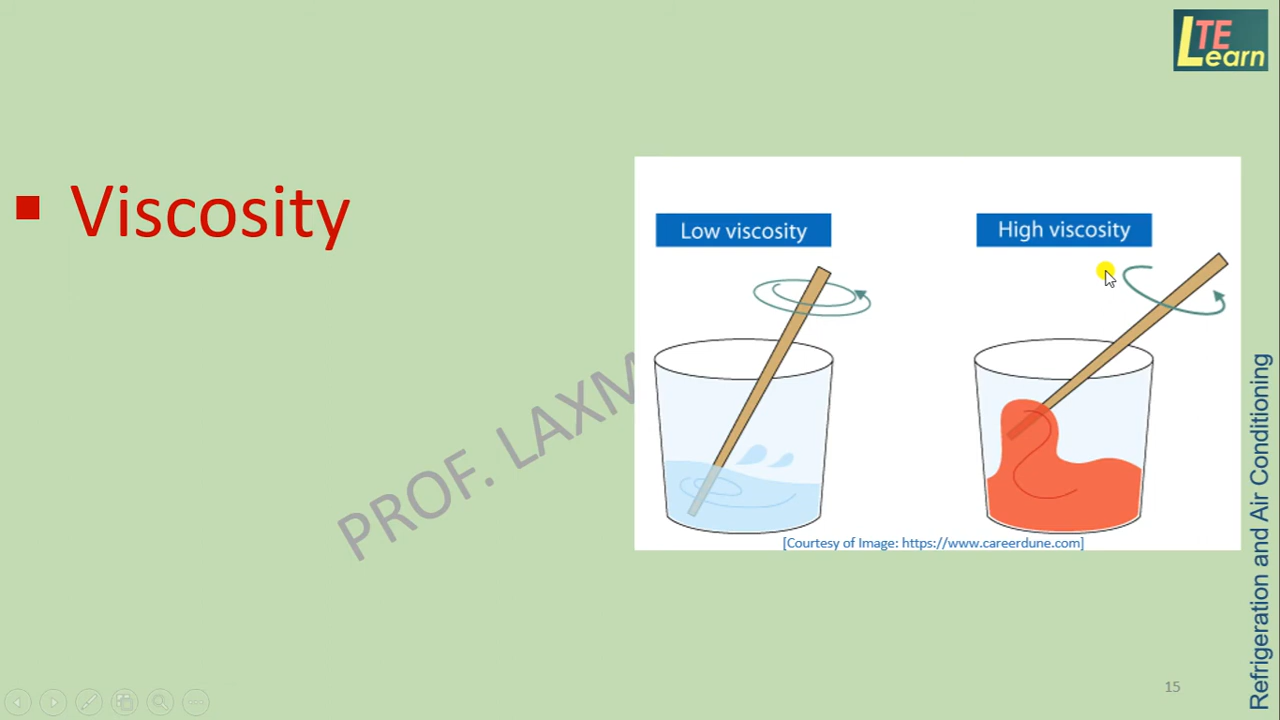 LTE
Learn
Viscosity
Low viscosity
High viscosity
PROF.
[Courtesy of Image: https://www.careerdune.com]
Refrigeration and Air Conditioning
15